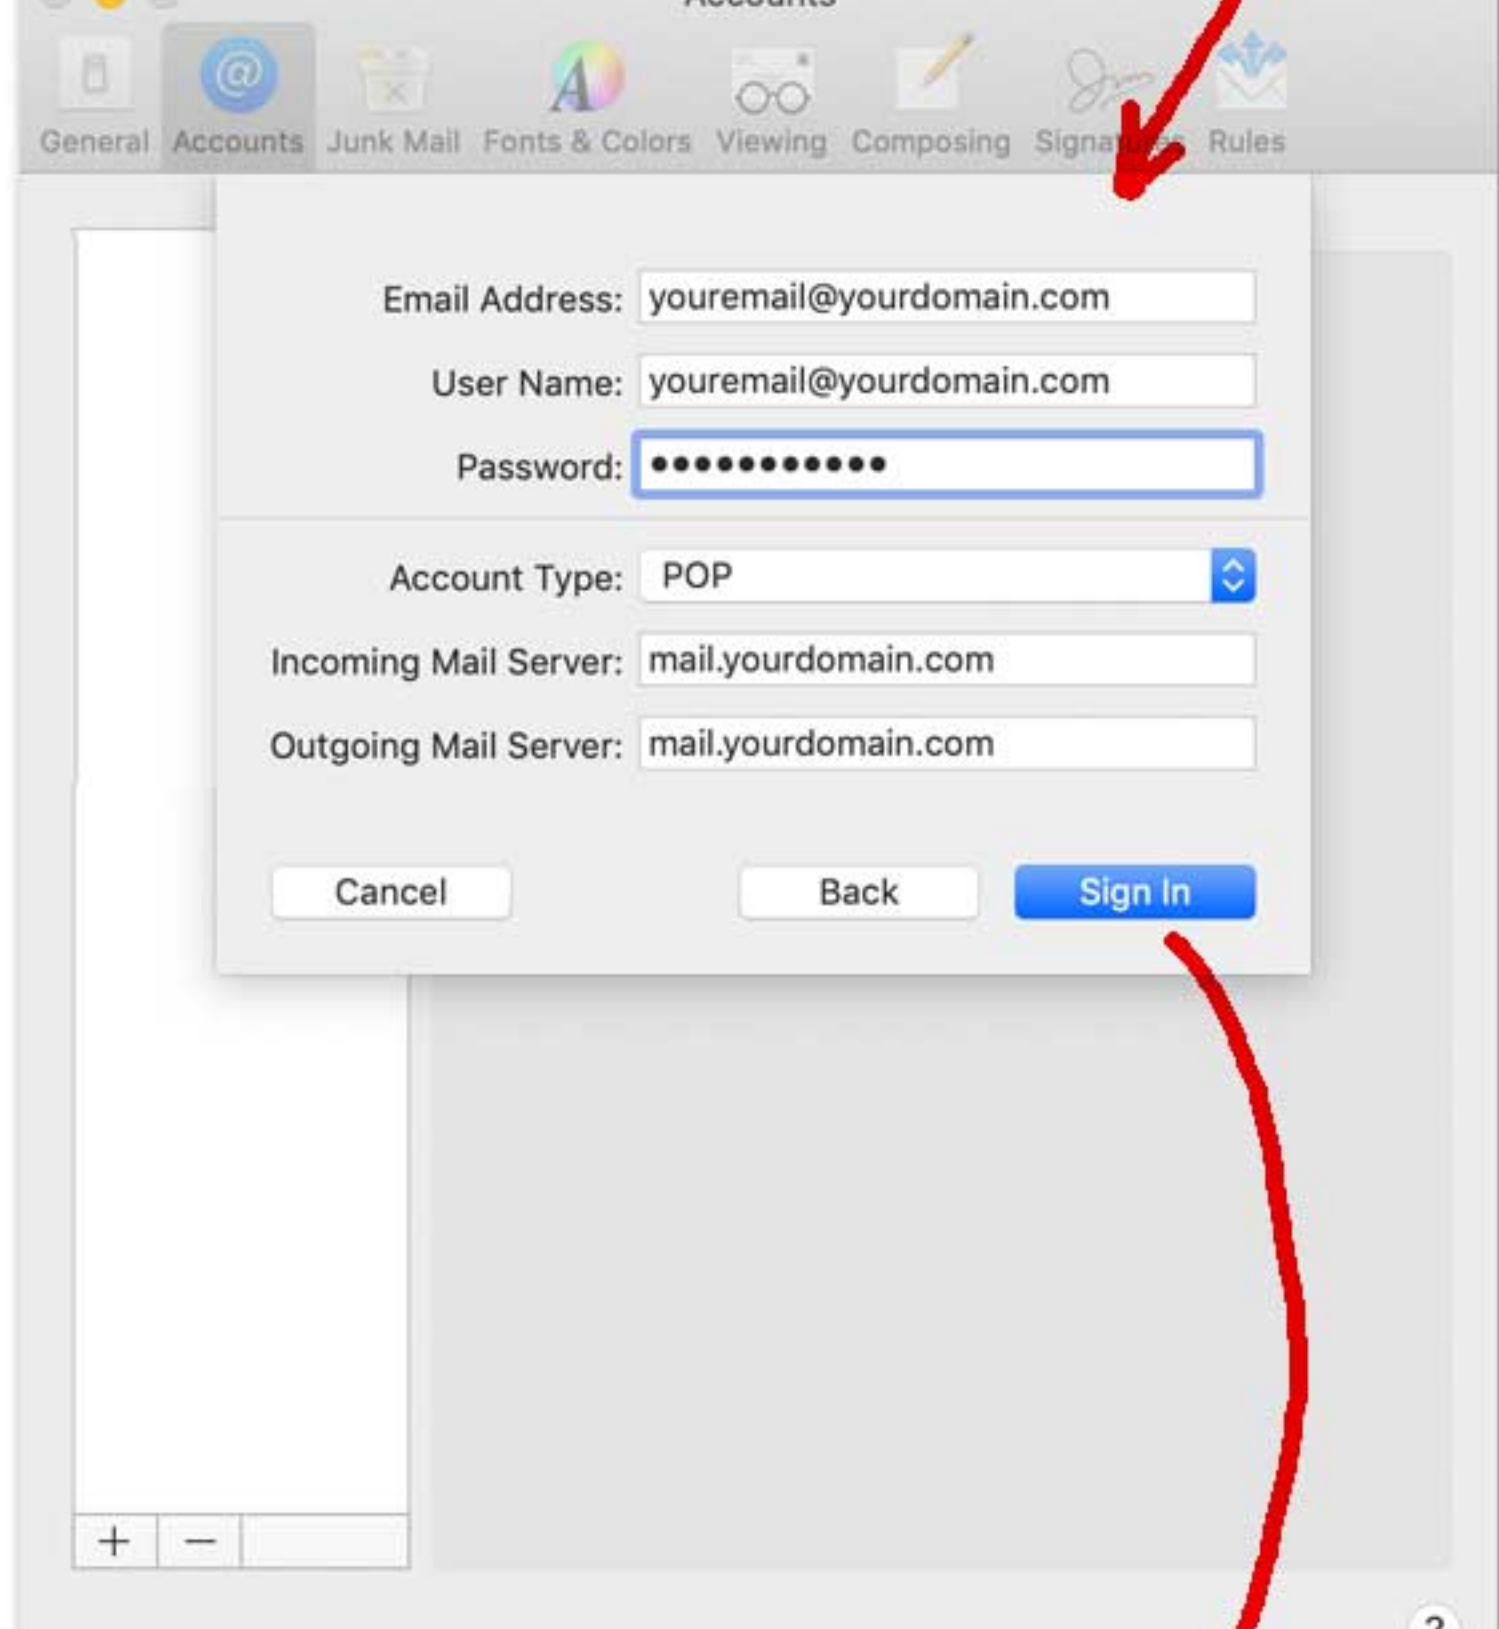 Accounts
General Accounts Junk Mail Fonts & Colors Viewing Composing Signatures Rules
Email Address: youremail@yourdomain.com
User Name: youremail@yourdomain.com
Password: •••••••••••
Account Type: POP
Incoming Mail Server: mail.yourdomain.com
Outgoing Mail Server: mail.yourdomain.com
Cancel Back Sign In
+ −
?